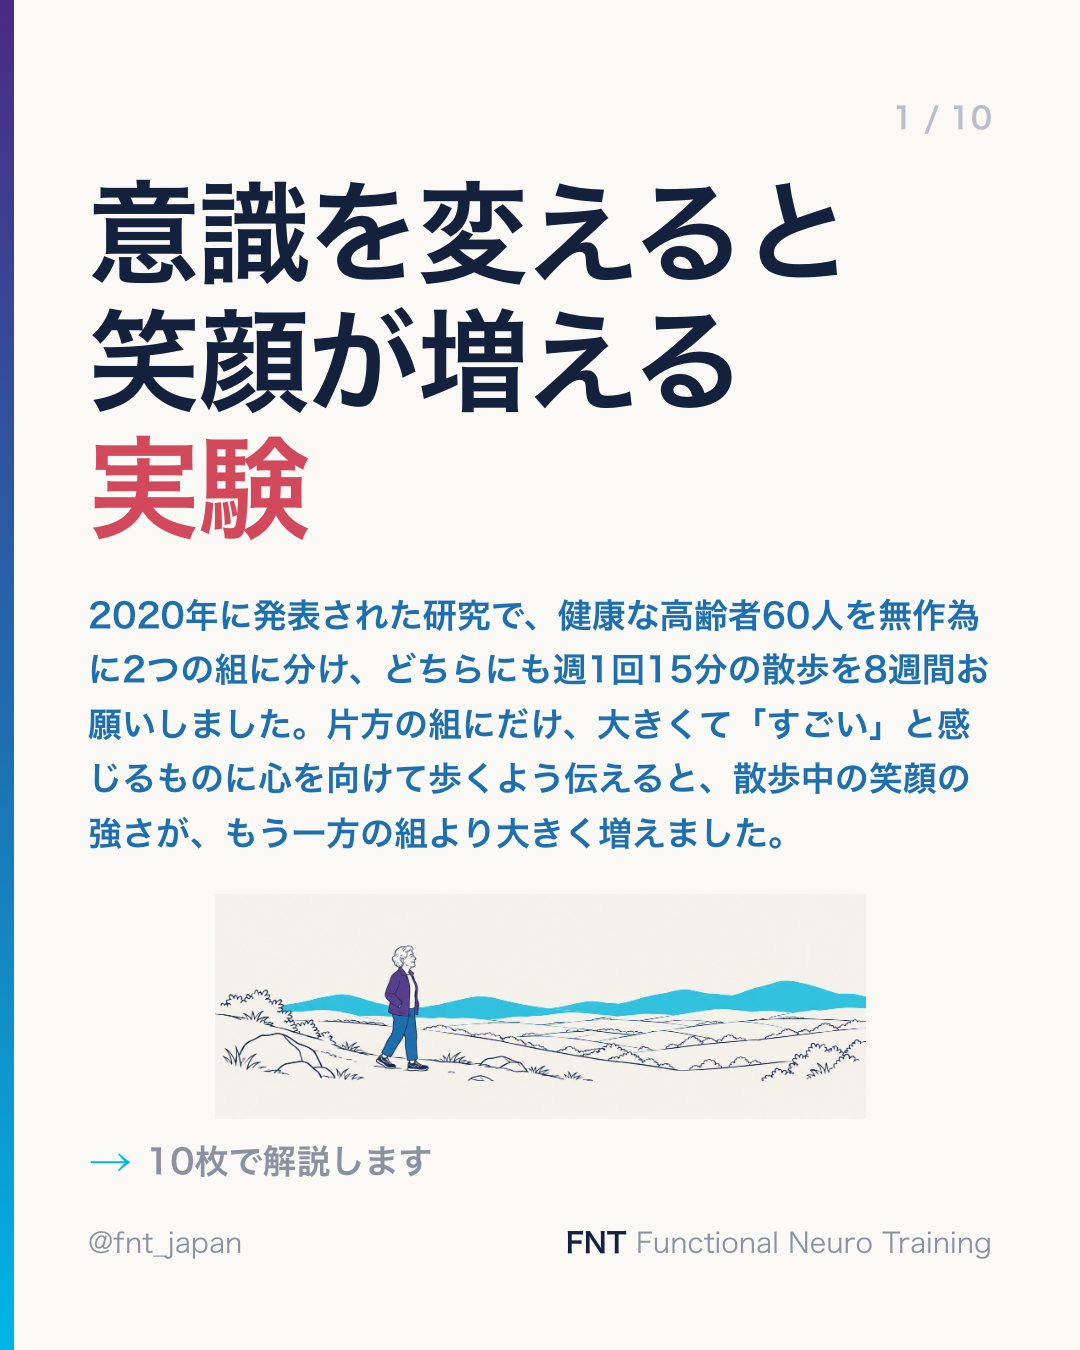 1 / 10
意識を変えると
笑顔が増える
実験
2020年に発表された研究で、健康な高齢者60人を無作為
に2つの組に分け、どちらにも週1回15分の散歩を8週間お
願いしました。片方の組にだけ、大きくて「すごい」と感
じるものに心を向けて歩くよう伝えると、散歩中の笑顔の
強さが、もう一方の組より大きく増えました。
→ 10枚で解説します
@fnt_japan
FNT Functional Neuro Training